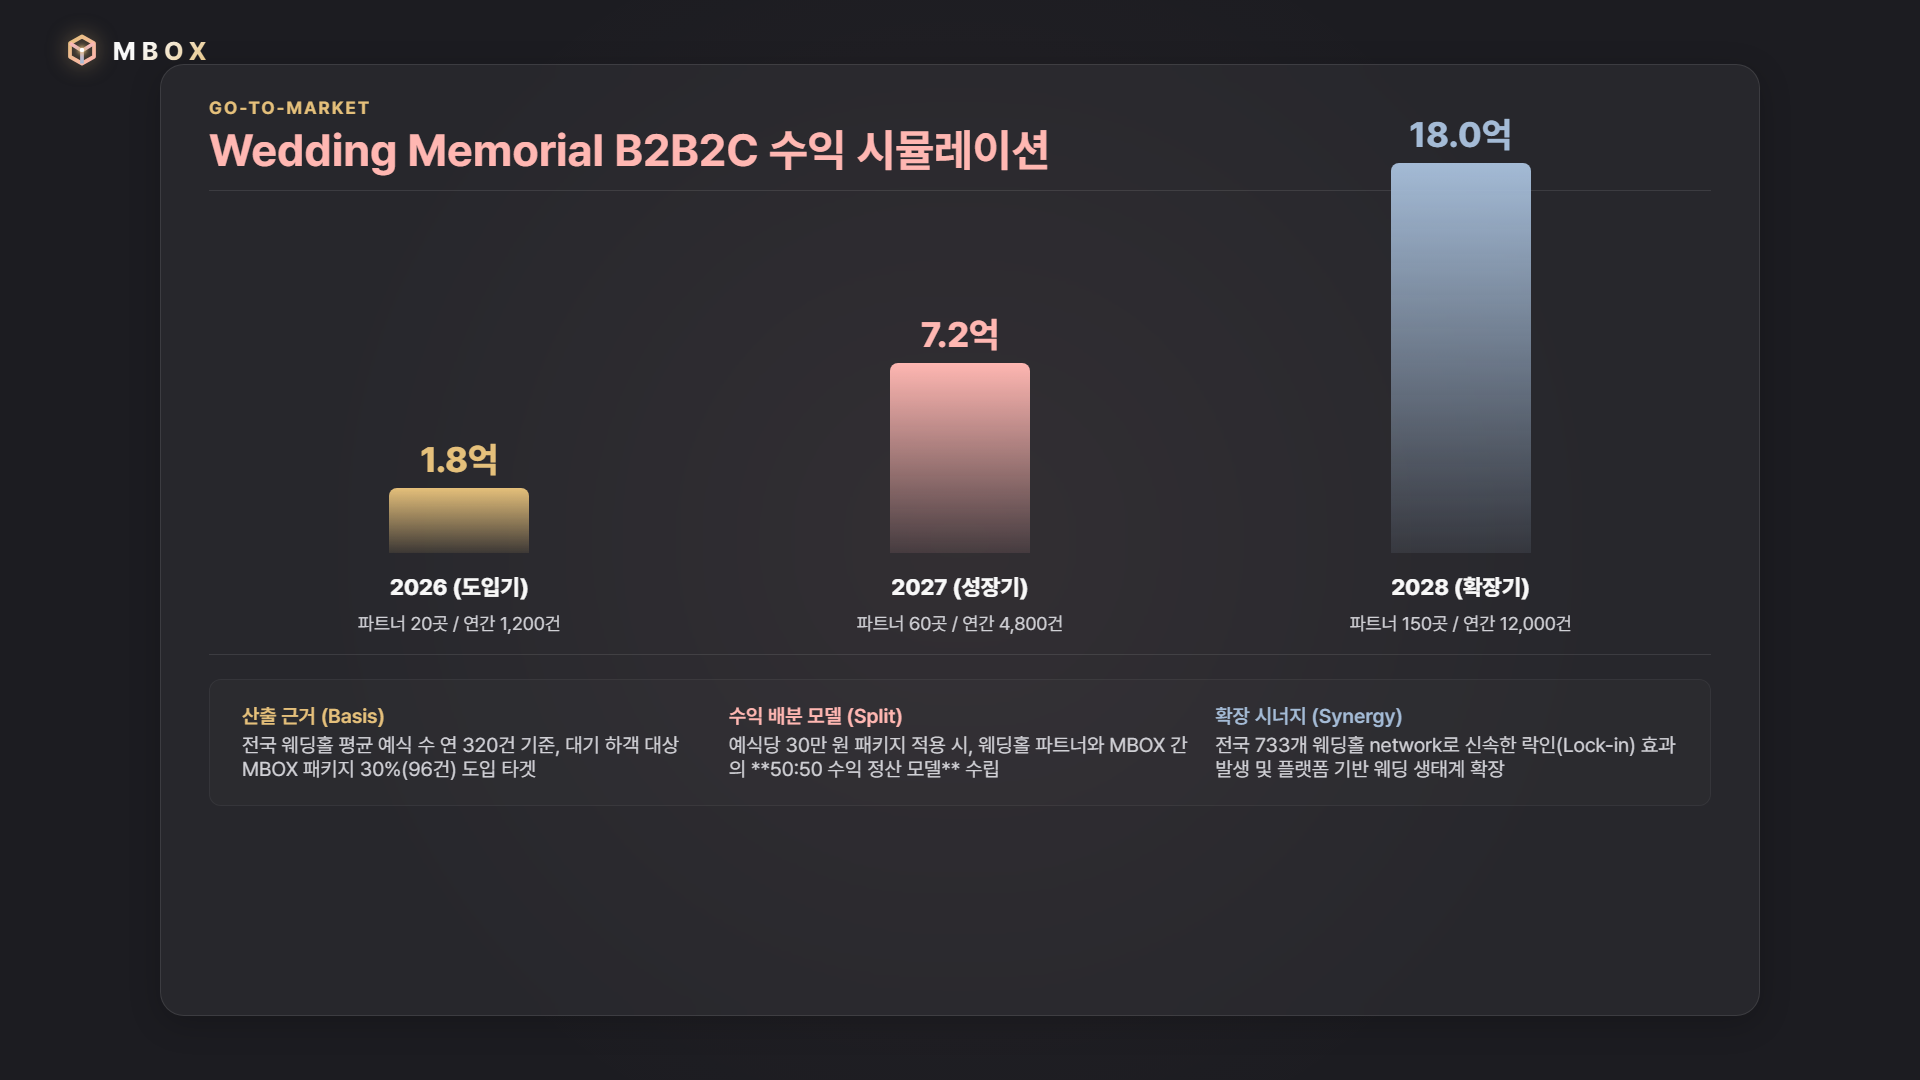 MBOX
GO-TO-MARKET
Wedding Memorial B2B2C 수익 시뮬레이션
1.8억
7.2억
18.0억
2026 (도입기)
파트너 20곳 / 연간 1,200건
2027 (성장기)
파트너 60곳 / 연간 4,800건
2028 (확장기)
파트너 150곳 / 연간 12,000건
산출 근거 (Basis)
전국 웨딩홀 평균 예식 수 연 320건 기준, 대기 하객 대상
MBOX 패키지 30%(96건) 도입 타겟
수익 배분 모델 (Split)
예식당 30만 원 패키지 적용 시, 웨딩홀 파트너와 MBOX 간
의 **50:50 수익 정산 모델** 수립
확장 시너지 (Synergy)
전국 733개 웨딩홀 network로 신속한 락인(Lock-in) 효과
발생 및 플랫폼 기반 웨딩 생태계 확장